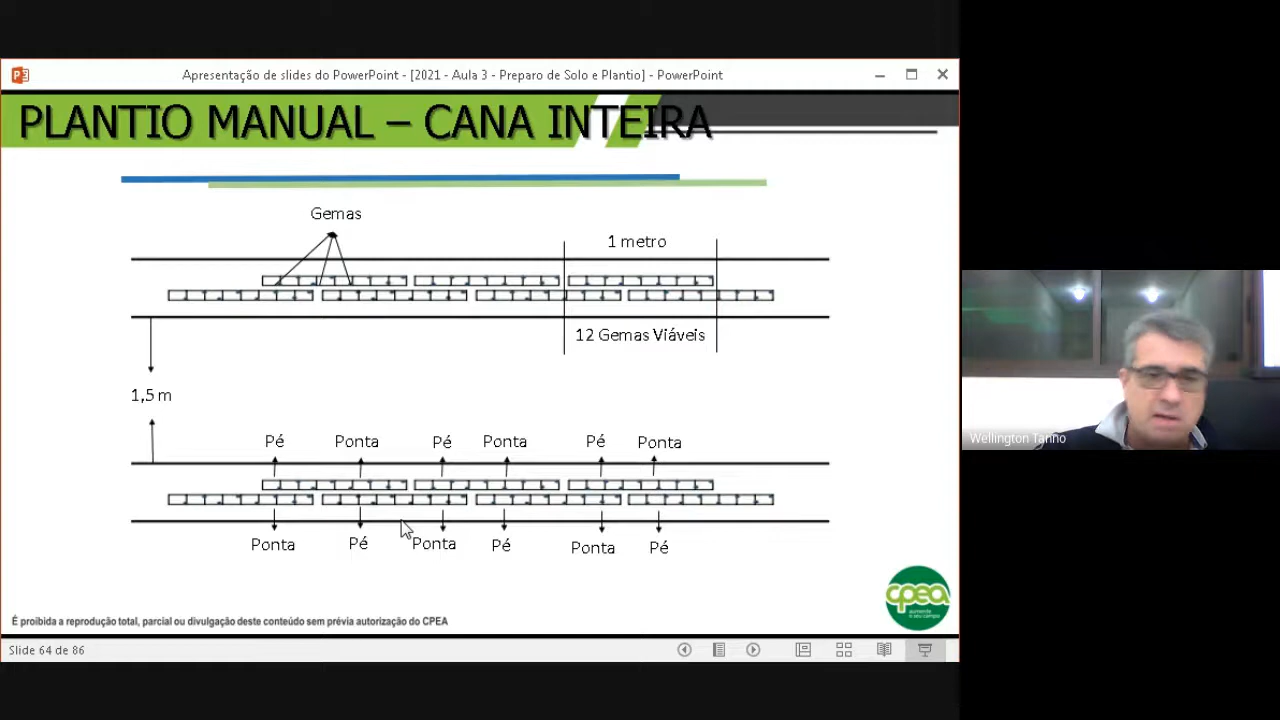 Apresentação de slides do PowerPoint - [2021 - Aula 3 - Preparo de Solo e Plantio] - PowerPoint
PLANTIO MANUAL – CANA INTEIRA
Gemas
1 metro
12 Gemas Viáveis
1,5 m
Pé Ponta Pé Ponta Pé Ponta
Ponta Pé Ponta Pé Ponta Pé
Wellington Tanno
cpea
aumente
o seu campo
É proibida a reprodução total, parcial ou divulgação deste conteúdo sem prévia autorização do CPEA
Slide 64 de 86